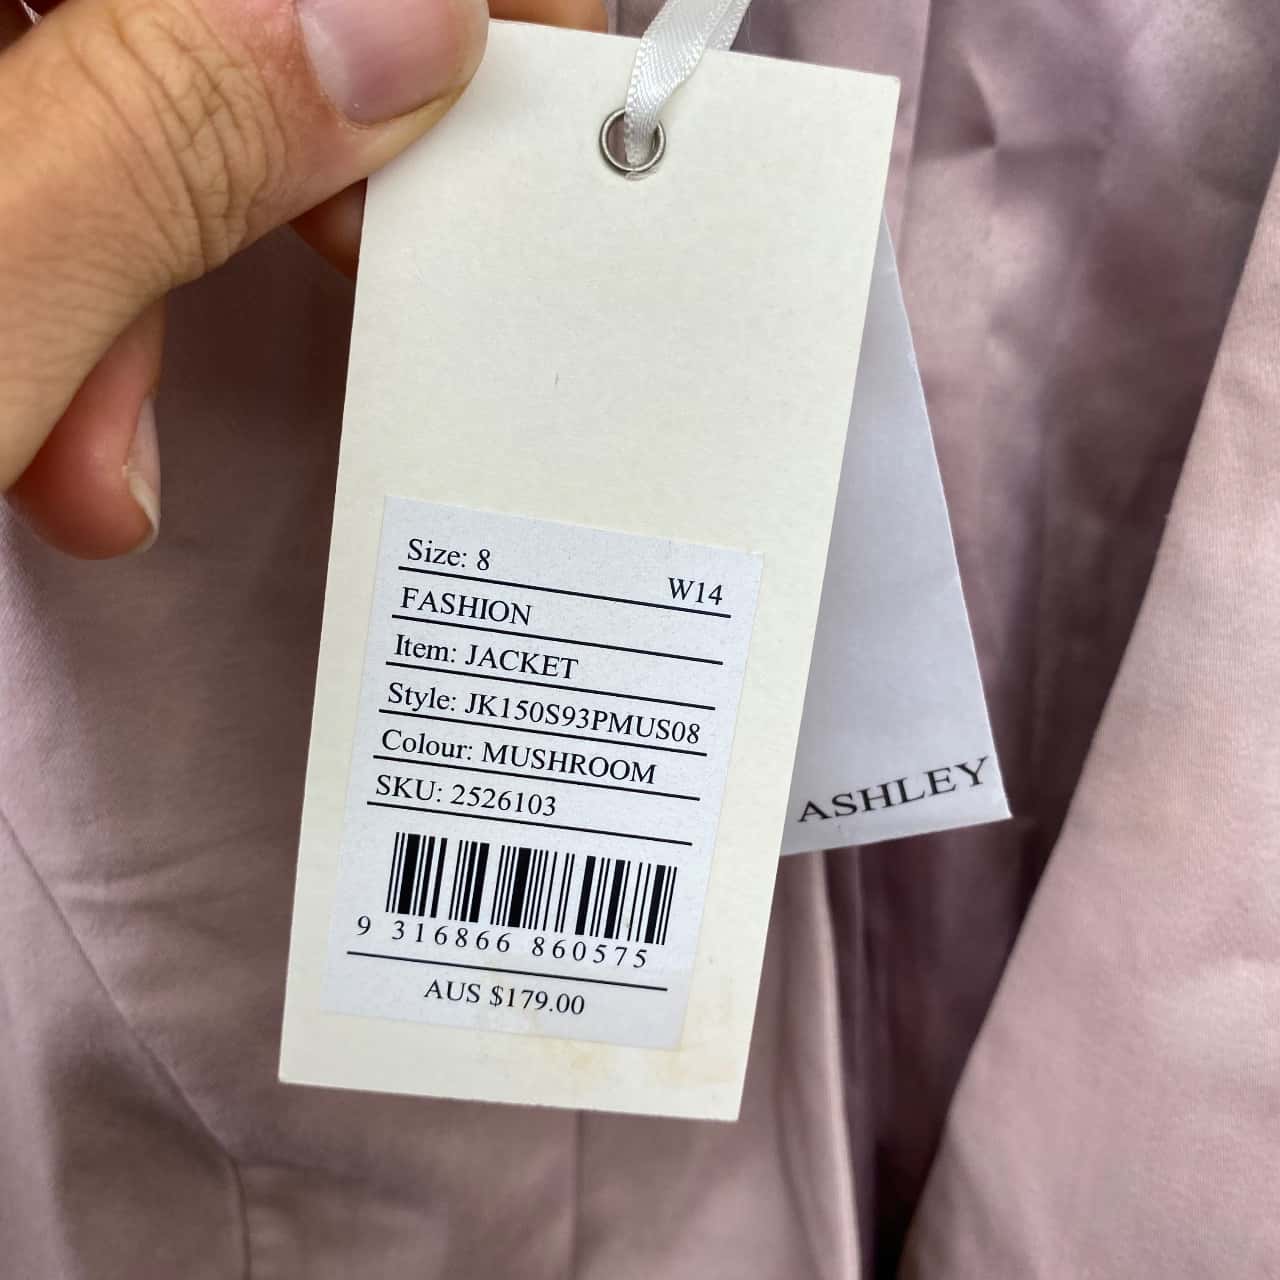 Size: 8 W14
FASHION
Item: JACKET
Style: JK150S93PMUS08
Colour: MUSHROOM
SKU: 2526103
9 316866 860575
AUS $179.00
ASHLEY